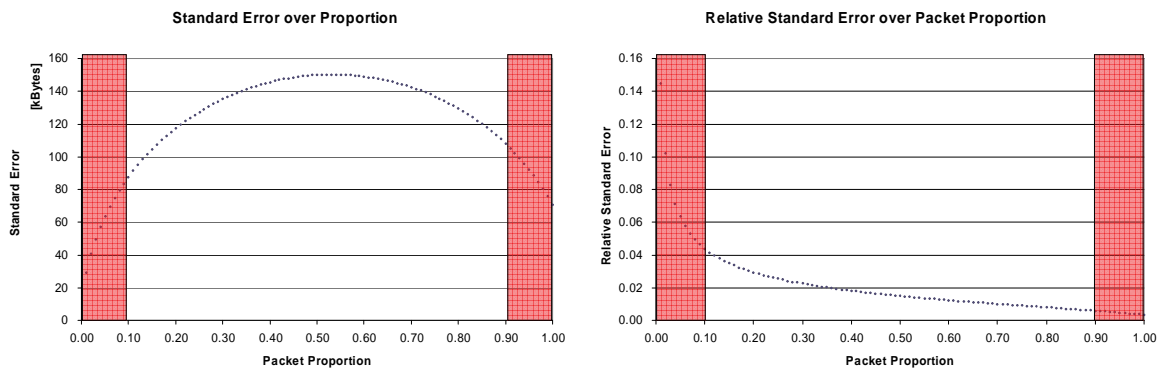 Standard Error over Proportion
[kBytes]
Standard Error
160
140
120
100
80
60
40
20
0
0.00 0.10 0.20 0.30 0.40 0.50 0.60 0.70 0.80 0.90 1.00
Packet Proportion
Relative Standard Error over Packet Proportion
Relative Standard Error
0.16
0.14
0.12
0.10
0.08
0.06
0.04
0.02
0.00
0.00 0.10 0.20 0.30 0.40 0.50 0.60 0.70 0.80 0.90 1.00
Packet Proportion